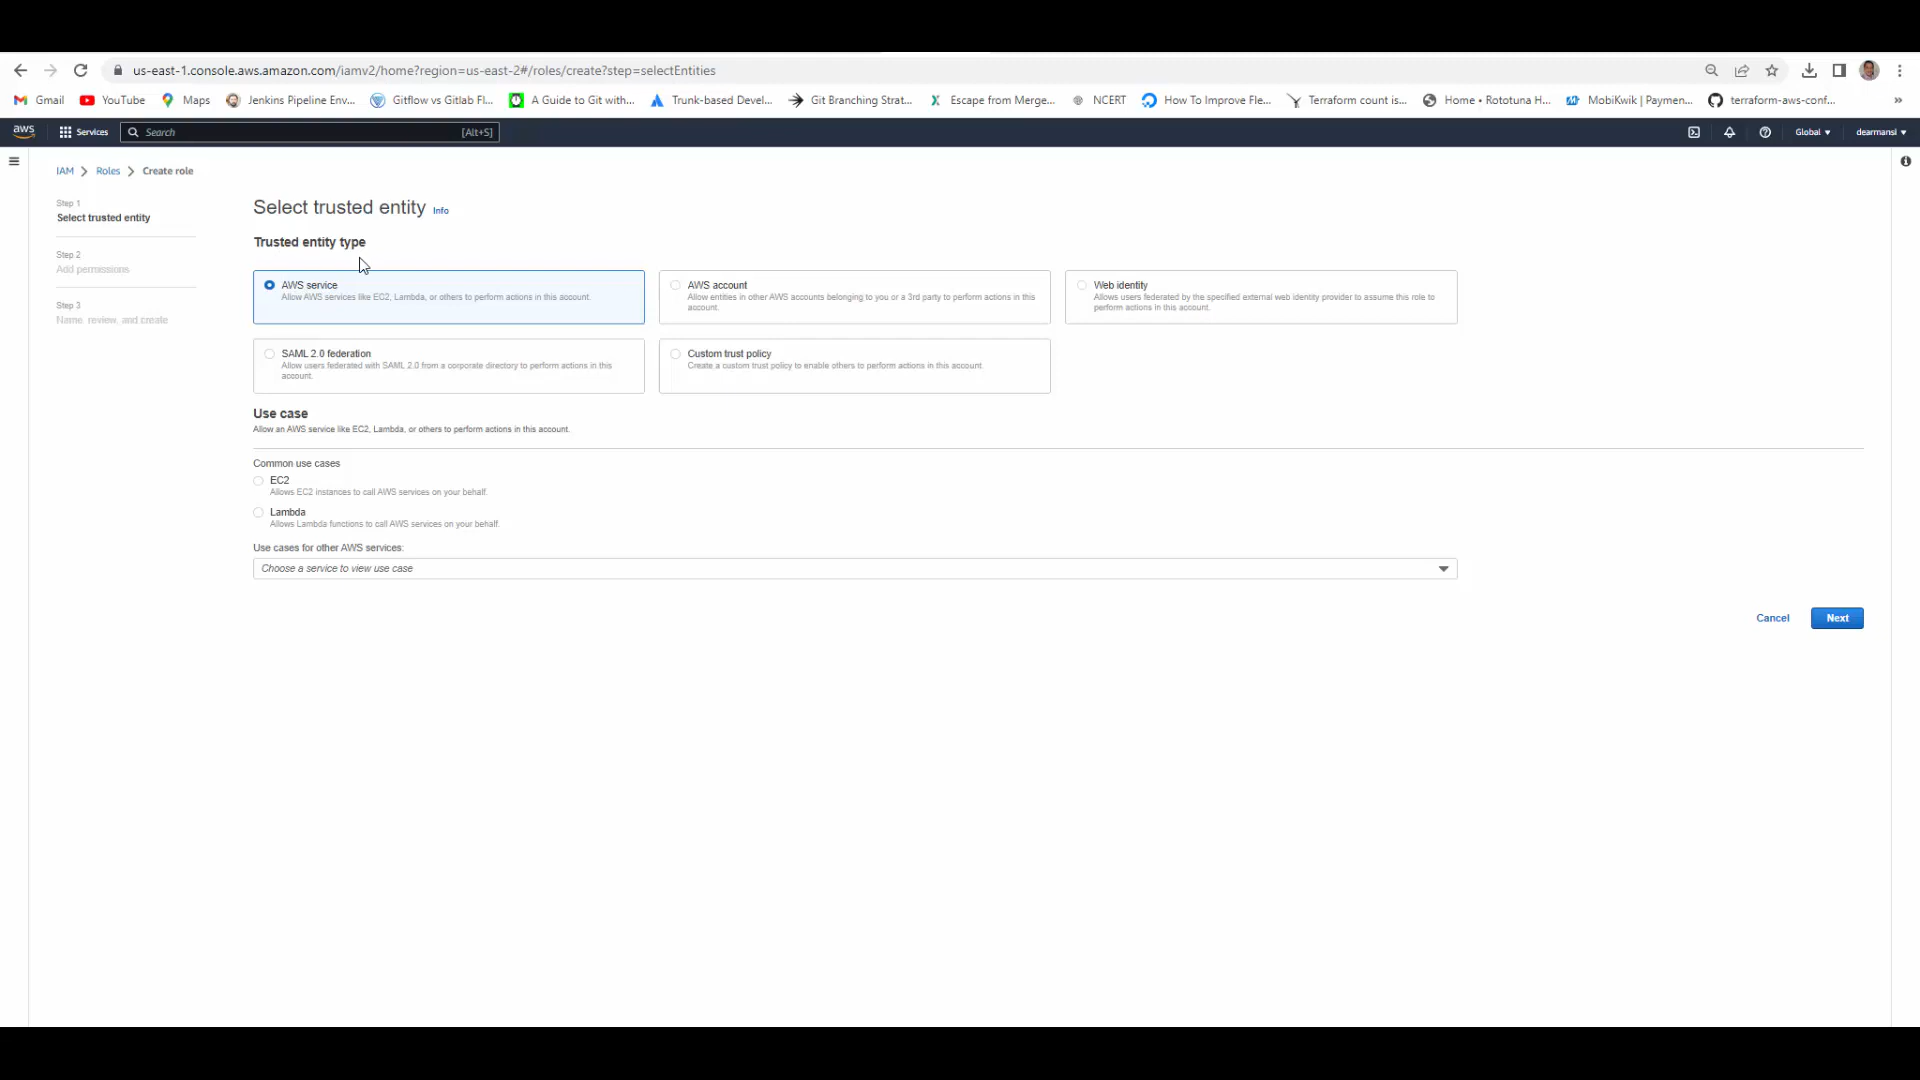 us-east-1.console.aws.amazon.com/iamv2/home?region=us-east-2#/roles/create?step=selectEntities
Gmail YouTube Maps Jenkins Pipeline Env... Gitflow vs Gitlab Fl... A Guide to Git with... Trunk-based Devel... Git Branching Strat... Escape from Merge... NCERT How To Improve Fle... Terraform count is... Home • Rototuna H... MobiKwik | Paymen... terraform-aws-conf... »
aws Services Search [Alt+S] Global dearmansi
IAM Roles Create role
Step 1
Select trusted entity
Step 2
Add permissions
Step 3
Name, review, and create
Select trusted entity Info
Trusted entity type
AWS service
Allow AWS services like EC2, Lambda, or others to perform actions in this account.
AWS account
Allow entities in other AWS accounts belonging to you or a 3rd party to perform actions in this
account.
Web identity
Allows users federated by the specified external web identity provider to assume this role to
perform actions in this account.
SAML 2.0 federation
Allow users federated with SAML 2.0 from a corporate directory to perform actions in this
account.
Custom trust policy
Create a custom trust policy to enable others to perform actions in this account
Use case
Allow an AWS service like EC2, Lambda, or others to perform actions in this account.
Common use cases
EC2
Allows EC2 instances to call AWS services on your behalf.
Lambda
Allows Lambda functions to call AWS services on your behalf.
Use cases for other AWS services:
Choose a service to view use case
Cancel Next